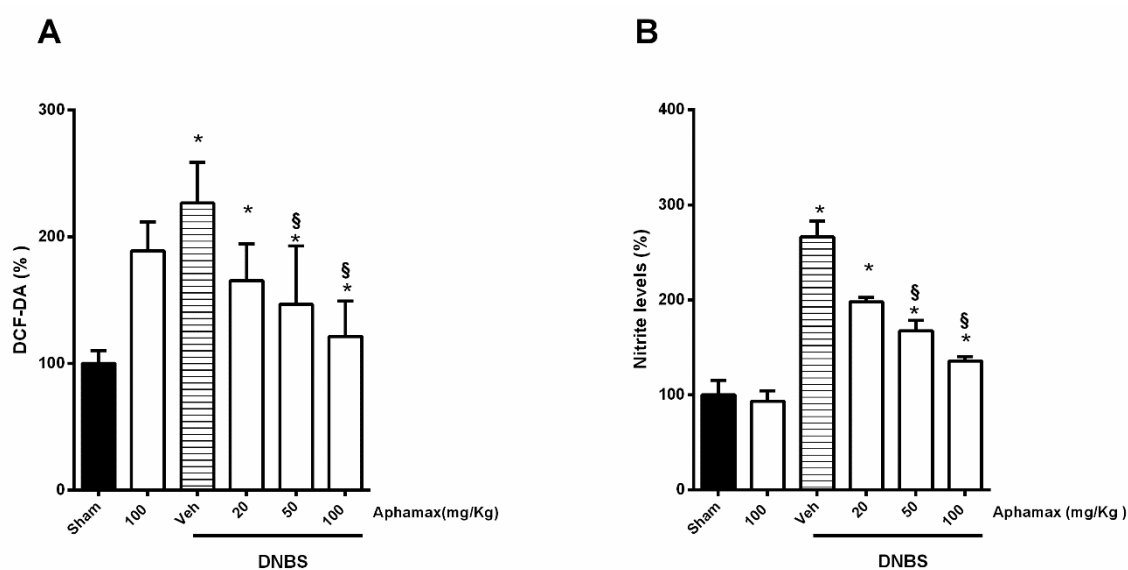 A
B
DCF-DA (% )
300
200
100
0
*
*
§
*
§
*
Sham
100
Veh
20
50
100
Aphamax(mg/Kg)
DNBS
Nitrite levels (%)
400
300
200
100
0
*
*
§
*
§
*
Sham
100
Veh
20
50
100
Aphamax (mg/Kg )
DNBS